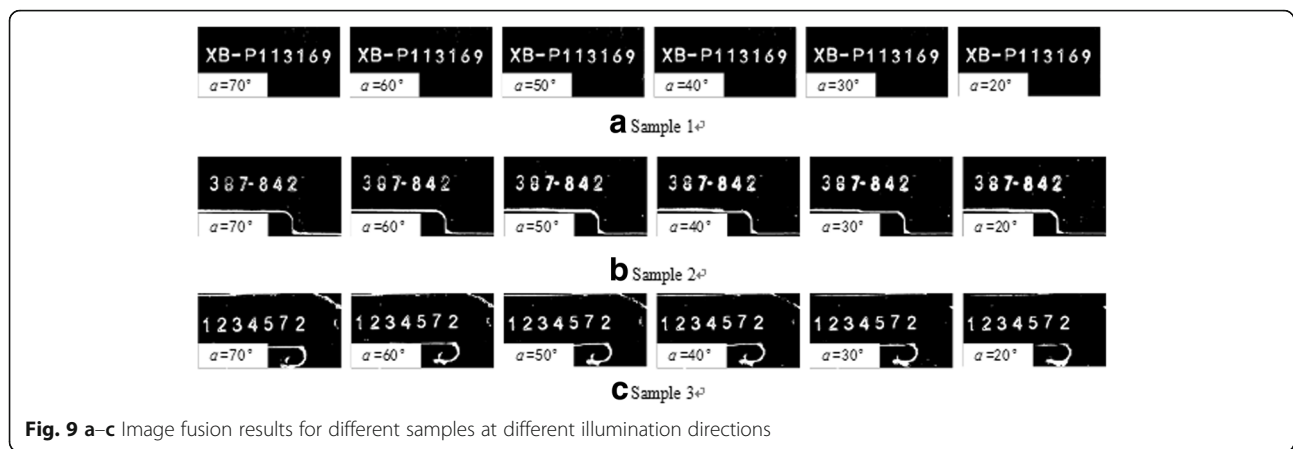 XB-P113169 XB-P113169 XB-P113169 XB-P113169 XB-P113169 XB-P113169
α=70° α=60° α=50° α=40° α=30° α=20°
a Sample 1↵
387-842 387-842 387-842 387-842 387-842 387-842
α=70° α=60° α=50° α=40° α=30° α=20°
b Sample 2↵
1234572 1234572 1234572 1234572 1234572 1234572
α=70° α=60° α=50° α=40° α=30° α=20°
c Sample 3↵
Fig. 9 a–c Image fusion results for different samples at different illumination directions